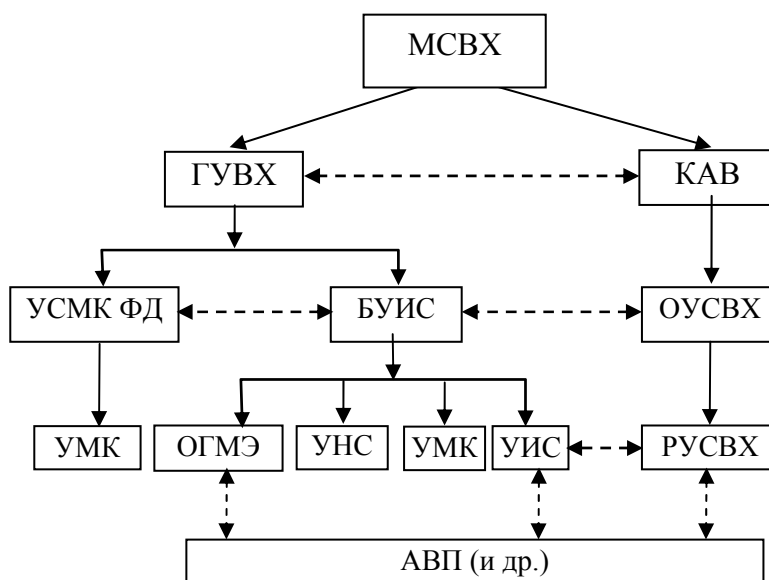 МСВХ
ГУВХ
КАВ
УСМК ФД
БУИС
ОУСВХ
УМК
ОГМЭ
УНС
УМК
УИС
РУСВХ
АВП (и др.)